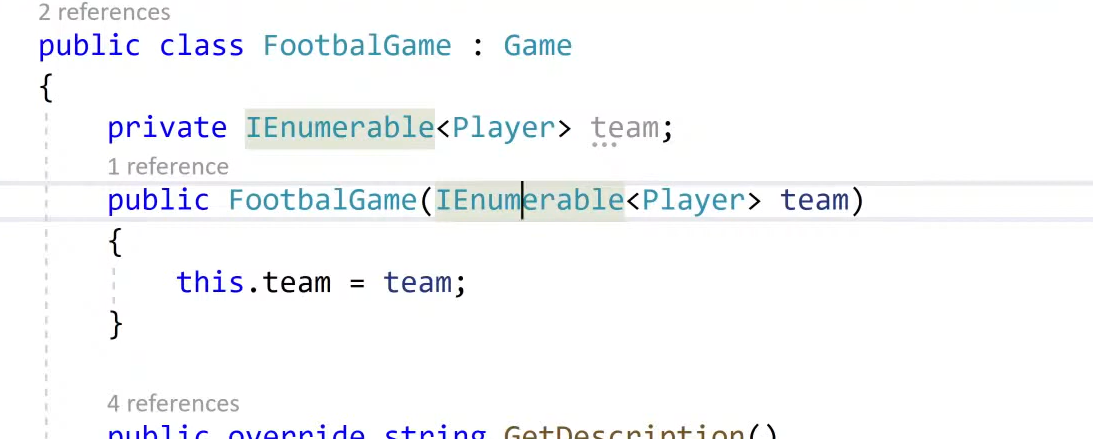 2 references
public class FootbalGame : Game
{
private IEnumerable<Player> team;
1 reference
public FootbalGame(IEnumerable<Player> team)
{
this.team = team;
}
4 references
public override string GetDescription()